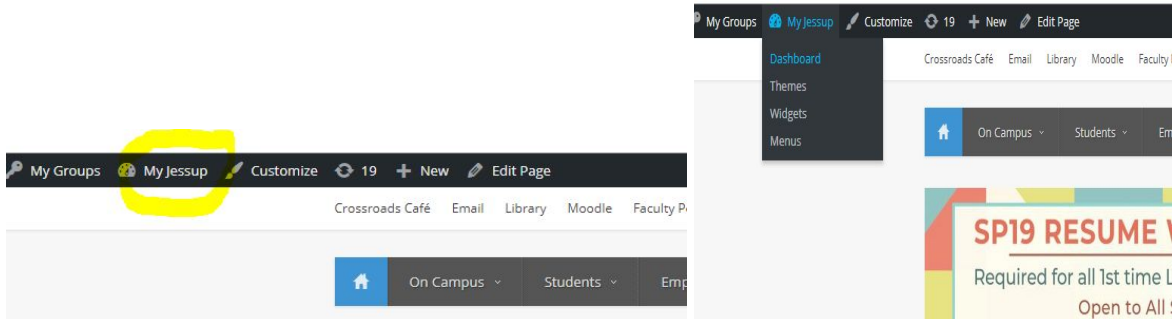 My Groups My Jessup Customize 19 New Edit Page
Crossroads Café Email Library Moodle Faculty
On Campus Students
My Groups My Jessup Customize 19 New Edit Page
Dashboard
Themes
Widgets
Menus
Crossroads Café Email Library Moodle Faculty
On Campus Students
SP19 RESUME
Required for all 1st time
Open to All